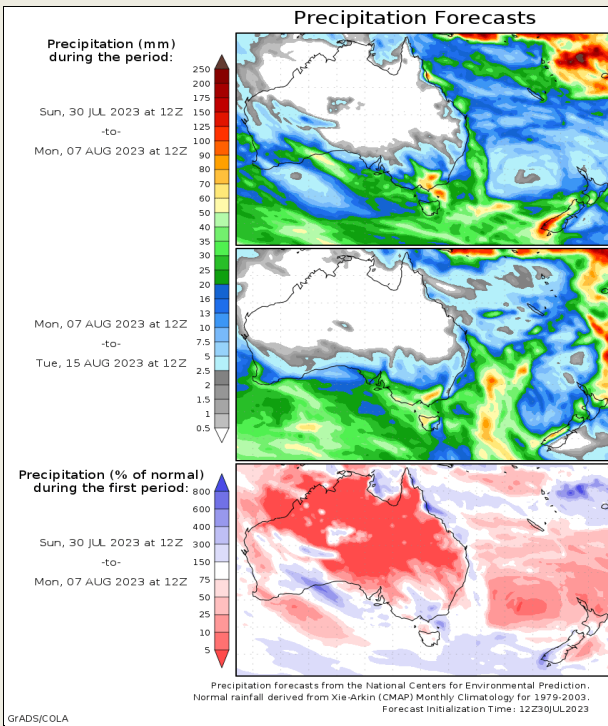 Precipitation Forecasts
Precipitation (mm)
during the period:
Sun, 30 JUL 2023 at 12Z
-to-
Mon, 07 AUG 2023 at 12Z
250
200
175
150
125
100
90
80
70
60
50
40
35
30
25
20
16
13
10
7.5
5
2.5
2
1.5
1
0.5
Mon, 07 AUG 2023 at 12Z
-to-
Tue, 15 AUG 2023 at 12Z
Precipitation (% of normal)
during the first period:
Sun, 30 JUL 2023 at 12Z
-to-
Mon, 07 AUG 2023 at 12Z
800
600
400
300
150
75
50
25
10
5
Precipitation forecasts from the National Centers for Environmental Prediction.
Normal rainfall derived from Xie-Arkin (CMAP) Monthly Climatology for 1979-2003.
Forecast Initialization Time: 12Z30JUL2023
GrADS/COLA